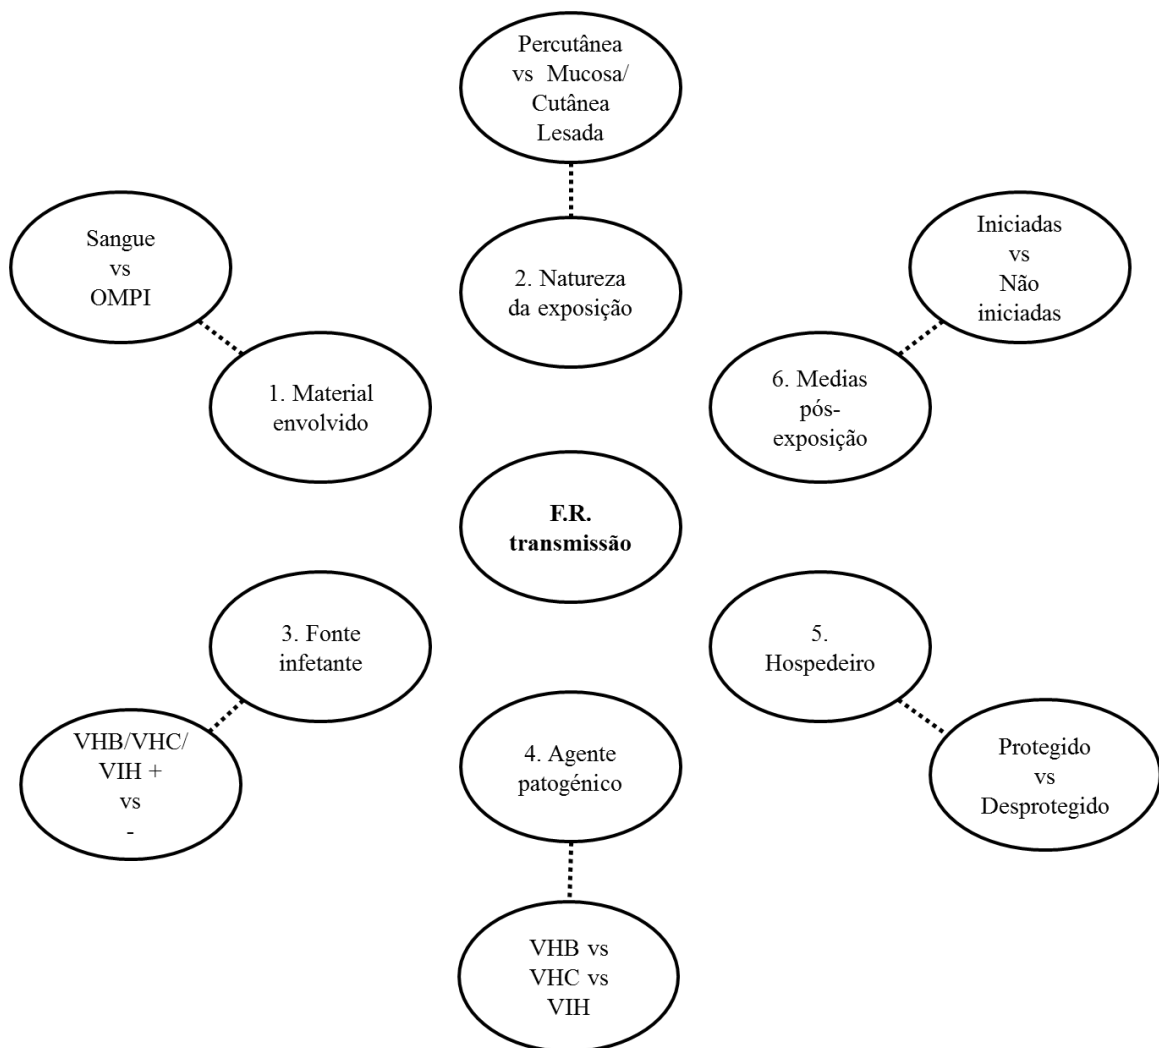 Percutânea
vs Mucosa/
Cutânea
Lesada
Sangue
vs
OMPI
Iniciadas
vs
Não
iniciadas
2. Natureza
da exposição
1. Material
envolvido
6. Medias
pós-
exposição
F.R.
transmissão
3. Fonte
infetante
5.
Hospedeiro
VHB/VHC/
VIH +
vs
-
4. Agente
patogénico
Protegido
vs
Desprotegido
VHB vs
VHC vs
VIH